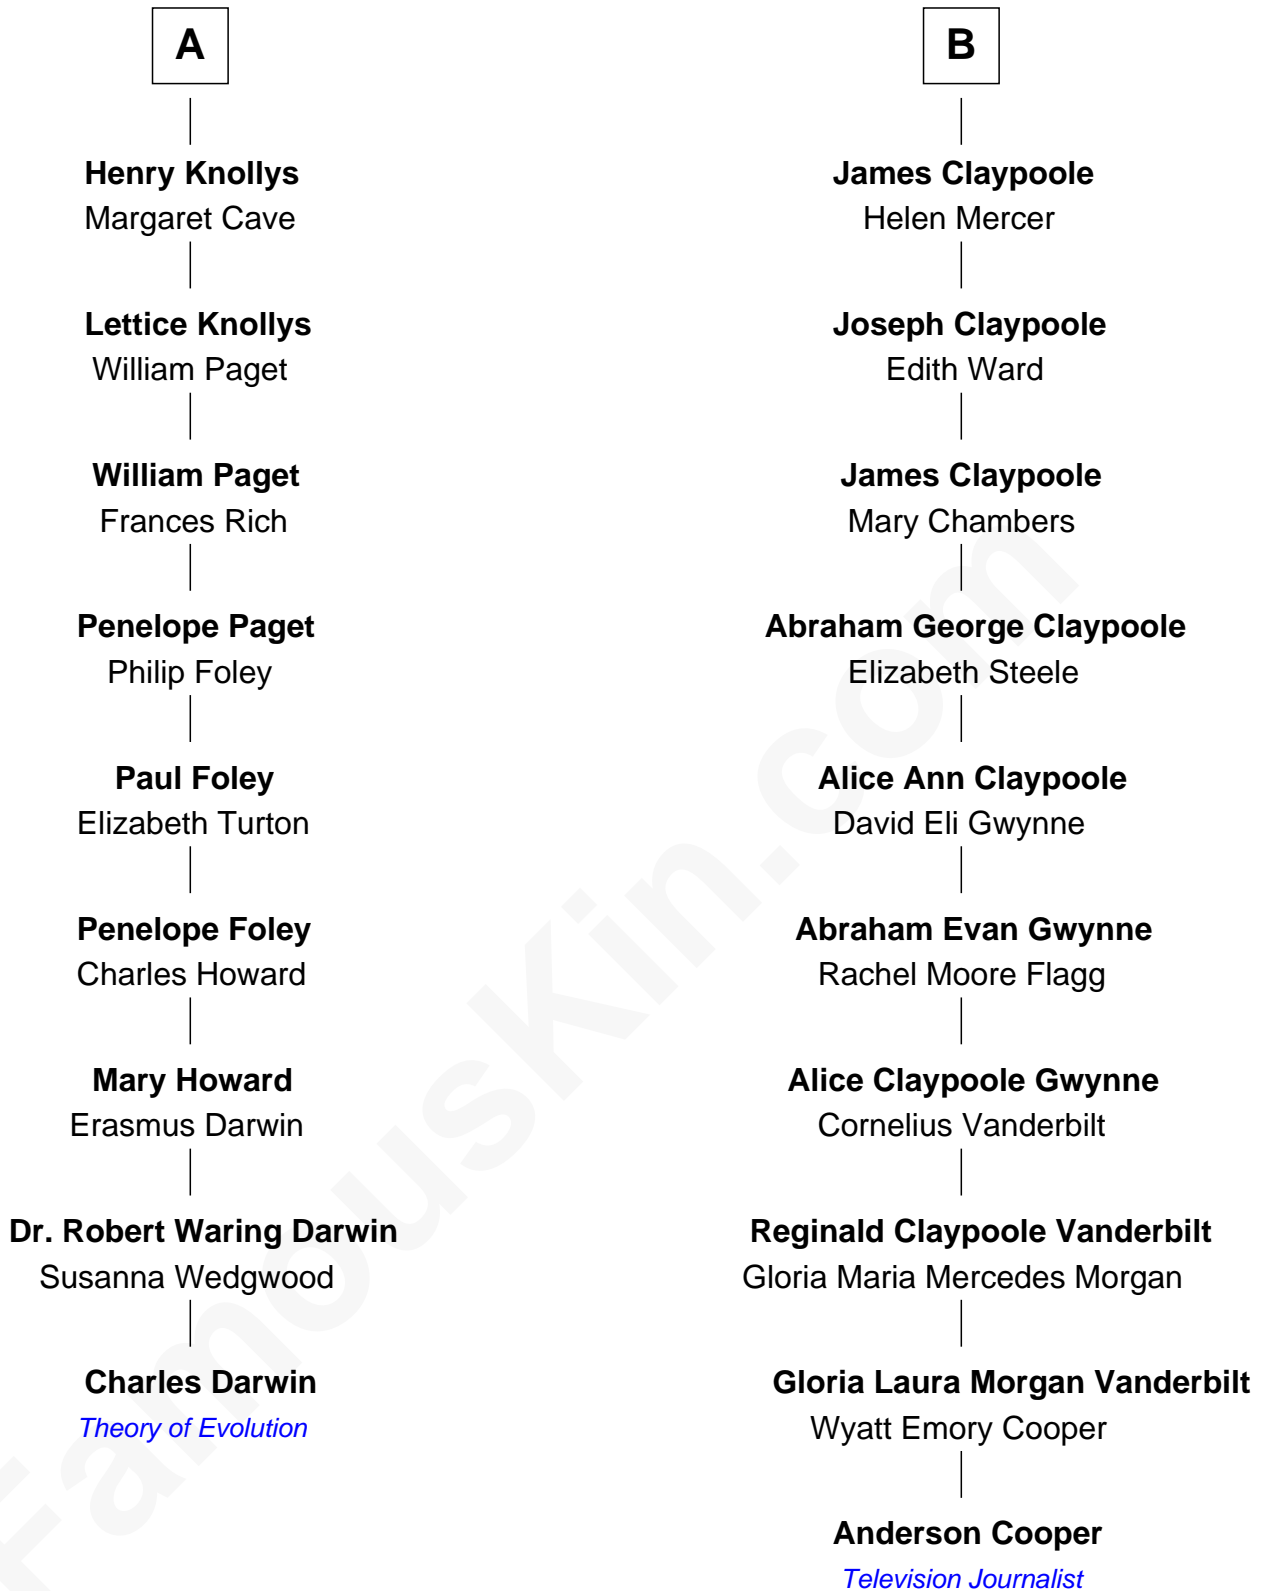 A
Henry Knollys
Margaret Cave
Lettice Knollys
William Paget
William Paget
Frances Rich
Penelope Paget
Philip Foley
Paul Foley
Elizabeth Turton
Penelope Foley
Charles Howard
Mary Howard
Erasmus Darwin
Dr. Robert Waring Darwin
Susanna Wedgwood
Charles Darwin
Theory of Evolution
B
James Claypoole
Helen Mercer
Joseph Claypoole
Edith Ward
James Claypoole
Mary Chambers
Abraham George Claypoole
Elizabeth Steele
Alice Ann Claypoole
David Eli Gwynne
Abraham Evan Gwynne
Rachel Moore Flagg
Alice Claypoole Gwynne
Cornelius Vanderbilt
Reginald Claypoole Vanderbilt
Gloria Maria Mercedes Morgan
Gloria Laura Morgan Vanderbilt
Wyatt Emory Cooper
Anderson Cooper
Television Journalist
FamousKin.com